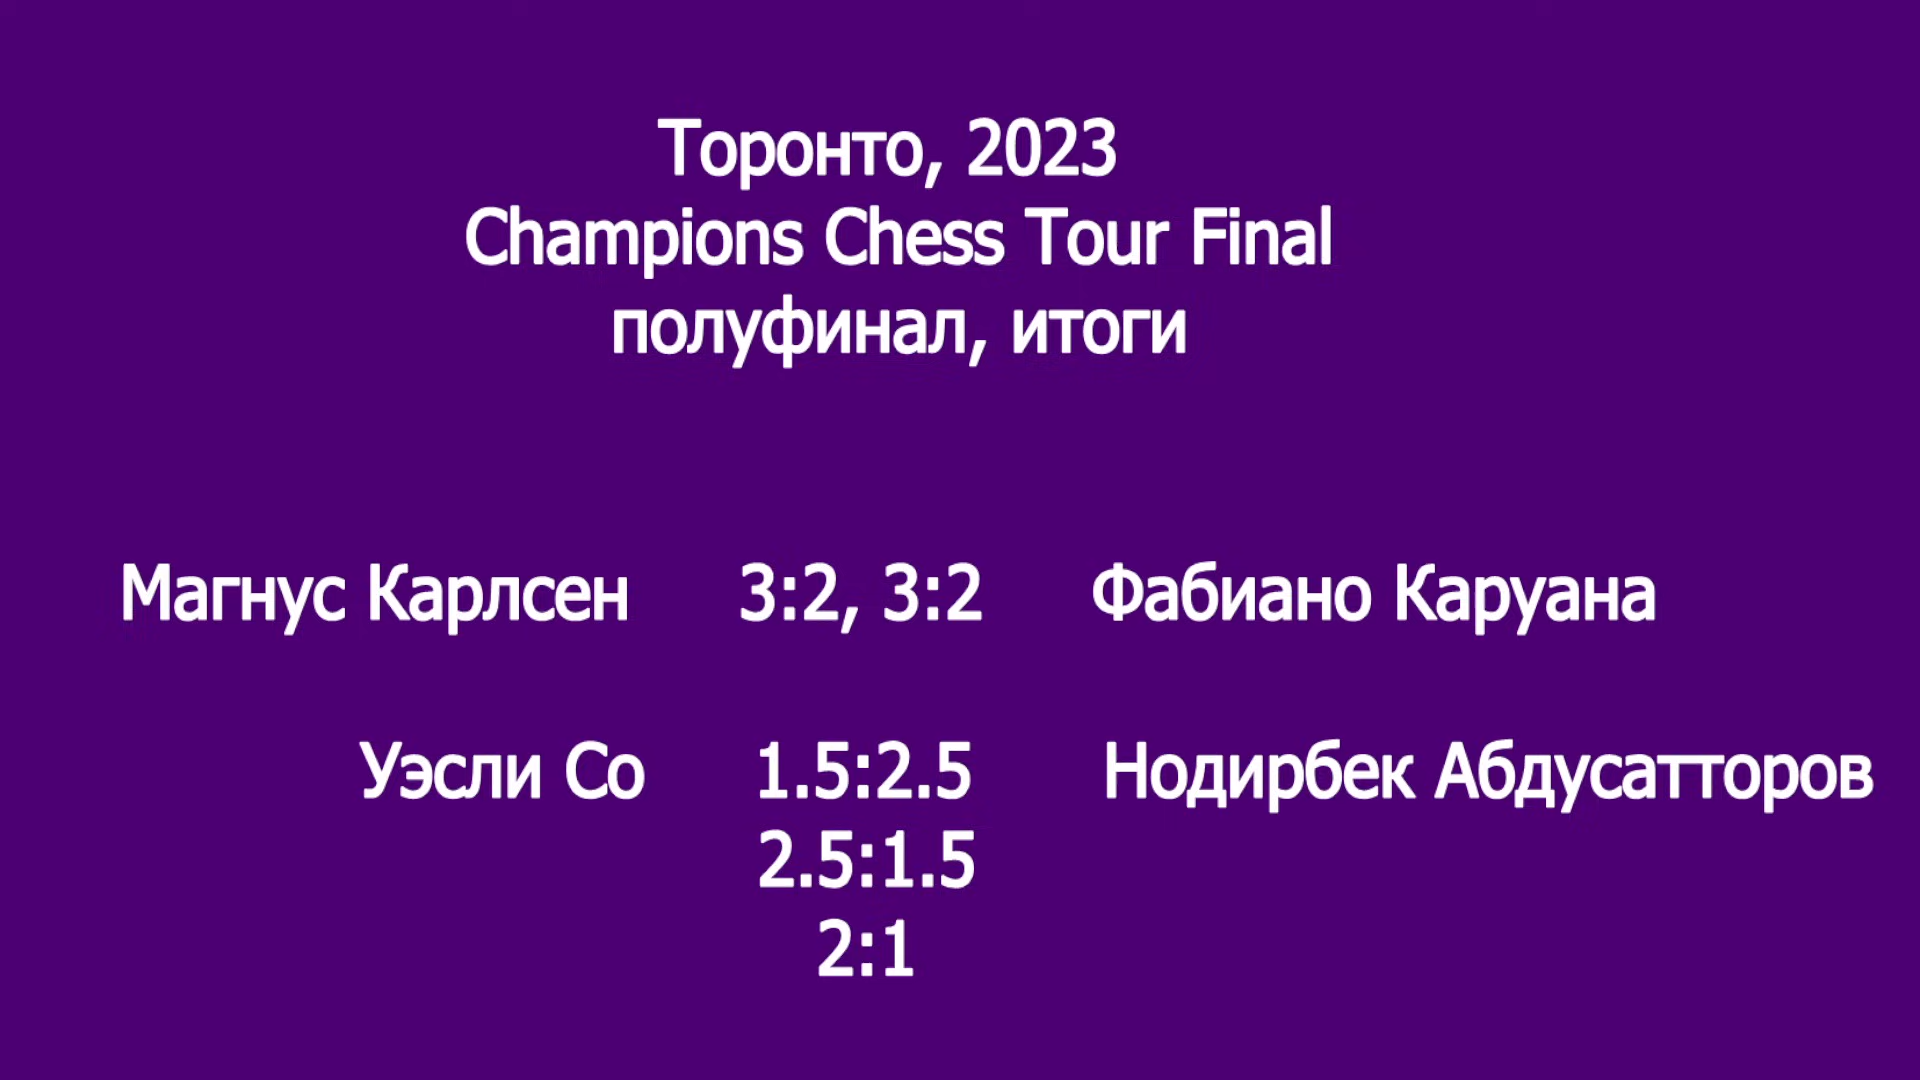 Торонто, 2023
Champions Chess Tour Final
полуфинал, итоги
Магнус Карлсен 3:2, 3:2 Фабиано Каруана
Уэсли Со 1.5:2.5 Нодирбек Абдусатторов
2.5:1.5
2:1